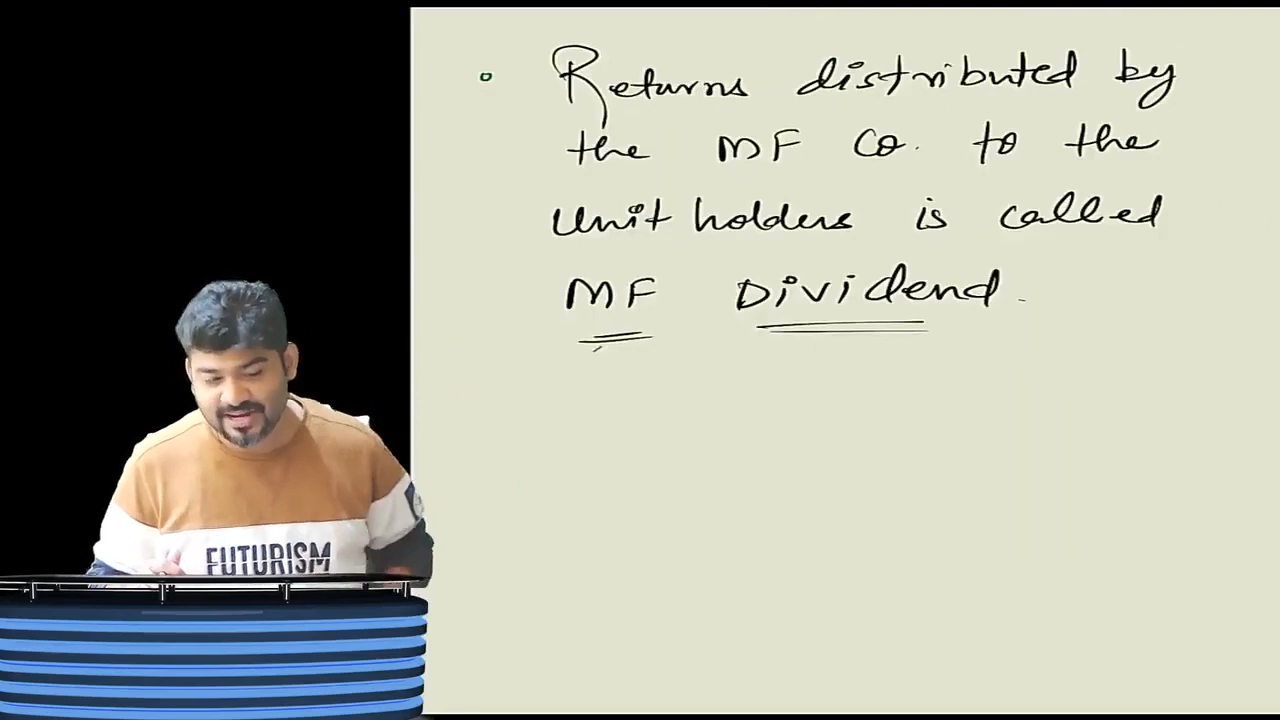 Returns distributed by
the MF Co. to the
unit holders is called
MF Dividend.
FUTURISM